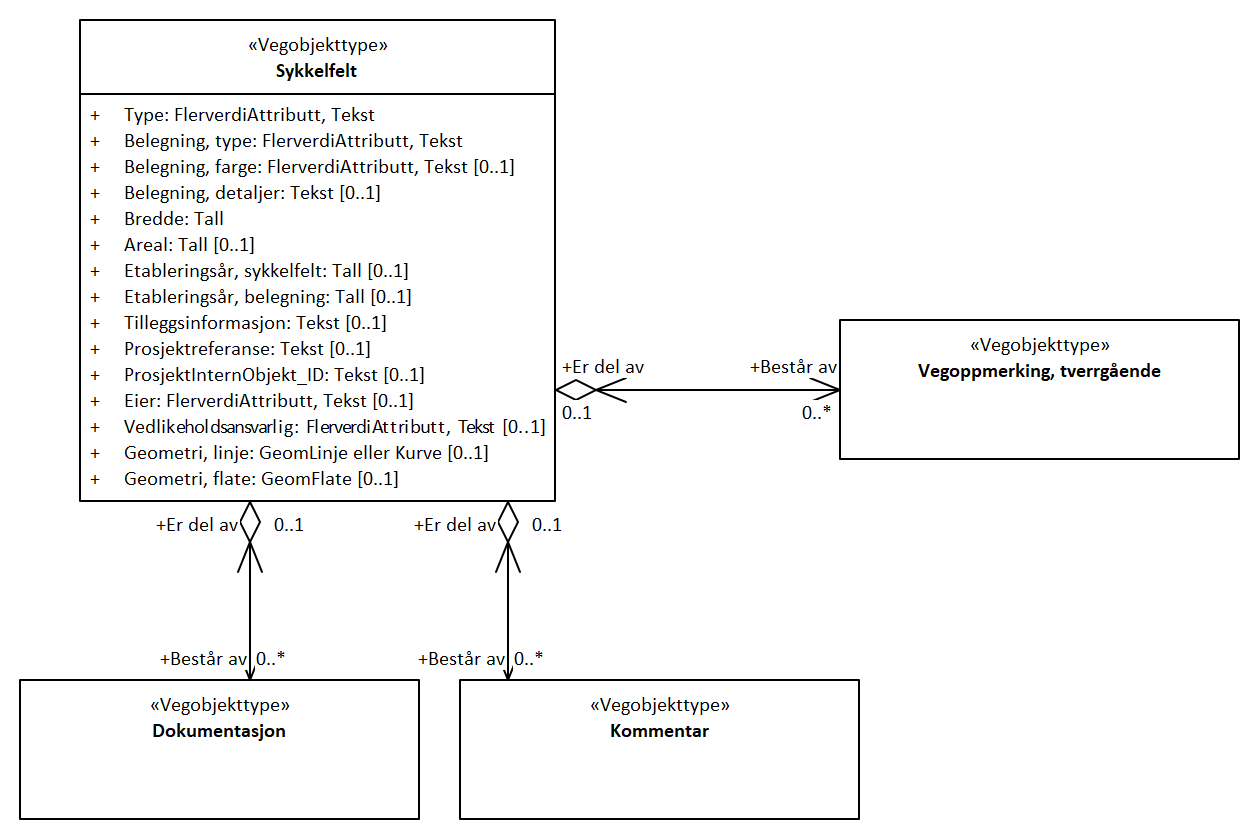 «Vegobjekttype»
Sykkelfelt
+ Type: FlerverdiAttributt, Tekst
+ Belegning, type: FlerverdiAttributt, Tekst
+ Belegning, farge: FlerverdiAttributt, Tekst [0..1]
+ Belegning, detaljer: Tekst [0..1]
+ Bredde: Tall
+ Areal: Tall [0..1]
+ Etableringsår, sykkelfelt: Tall [0..1]
+ Etableringsår, belegning: Tall [0..1]
+ Tilleggsinformasjon: Tekst [0..1]
+ Prosjektreferanse: Tekst [0..1]
+ ProsjektInternObjekt_ID: Tekst [0..1]
+ Eier: FlerverdiAttributt, Tekst [0..1]
+ Vedlikeholdsansvarlig: FlerverdiAttributt, Tekst [0..1]
+ Geometri, linje: GeomLinje eller Kurve [0..1]
+ Geometri, flate: GeomFlate [0..1]
+Er del av
0..1
+Består av
0..*
«Vegobjekttype»
Vegoppmerking, tverrgående
+Er del av 0..1
+Er del av 0..1
+Består av 0..*
+Består av 0..*
«Vegobjekttype»
Dokumentasjon
«Vegobjekttype»
Kommentar